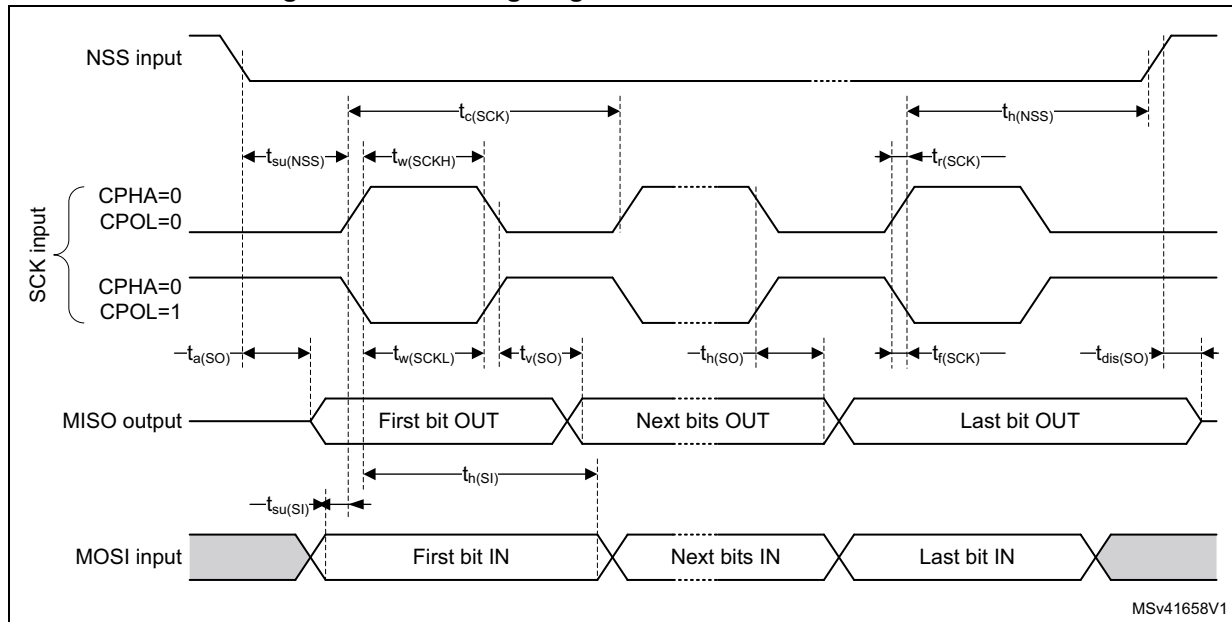 NSS input
tc(SCK)
th(NSS)
tsu(NSS)
tw(SCKH)
tr(SCK)
SCK input
CPHA=0
CPOL=0
CPHA=0
CPOL=1
ta(SO)
tw(SCKL)
tv(SO)
th(SO)
tf(SCK)
tdis(SO)
MISO output
First bit OUT
Next bits OUT
Last bit OUT
th(SI)
tsu(SI)
MOSI input
First bit IN
Next bits IN
Last bit IN
MSv41658V1